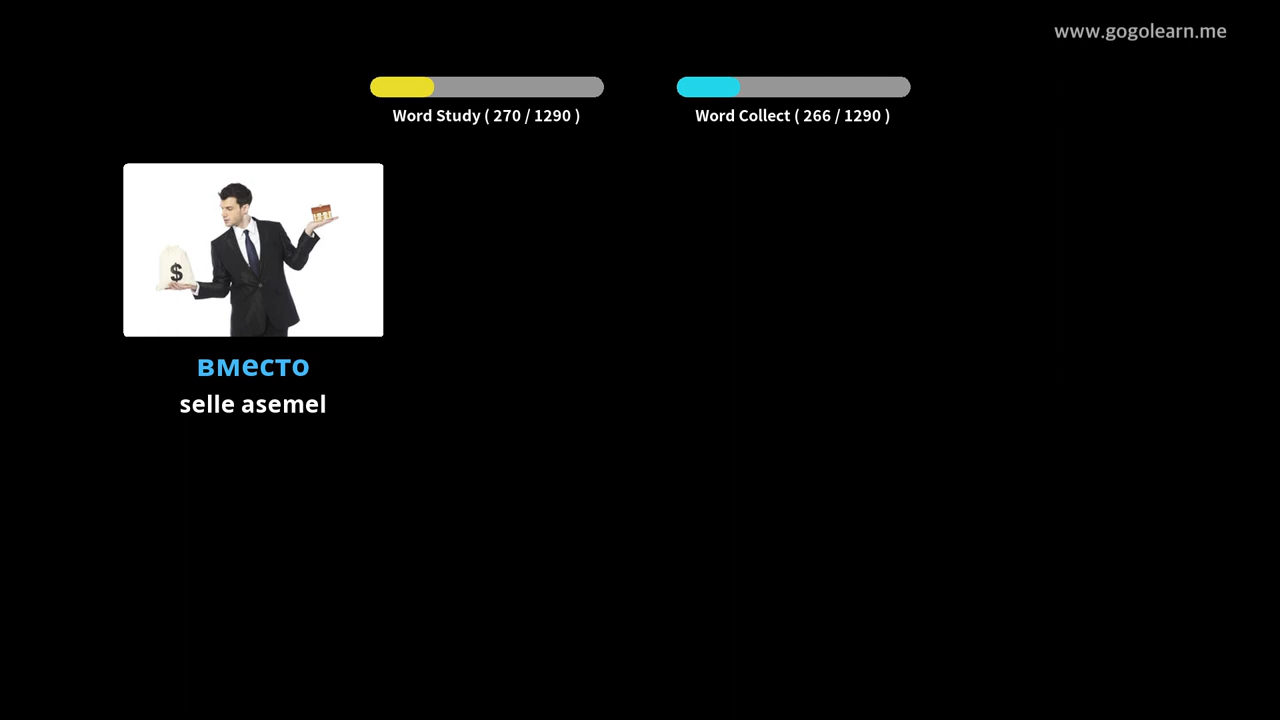 www.gogolearn.me
Word Study ( 270 / 1290 )
Word Collect ( 266 / 1290 )
$
вместо
selle asemel